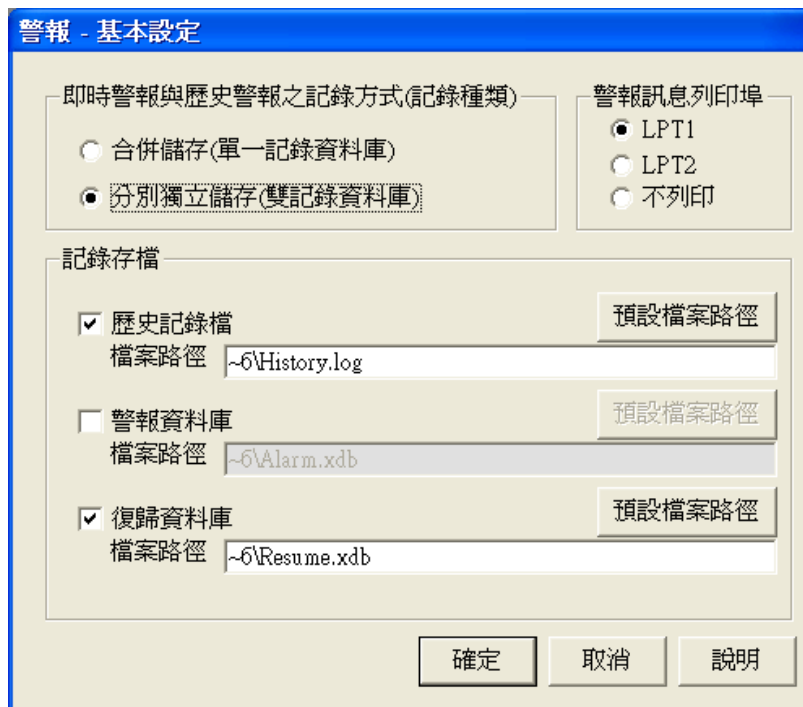 警報 - 基本設定
即時警報與歷史警報之記錄方式(記錄種類)
合併儲存(單一記錄資料庫)
分別獨立儲存(雙記錄資料庫)
警報訊息列印埠
LPT1
LPT2
不列印
記錄存檔
歷史記錄檔
預設檔案路徑
檔案路徑 ~6\History.log
警報資料庫
預設檔案路徑
檔案路徑 ~6\Alarm.xdb
復歸資料庫
預設檔案路徑
檔案路徑 ~6\Resume.xdb
確定 取消 說明